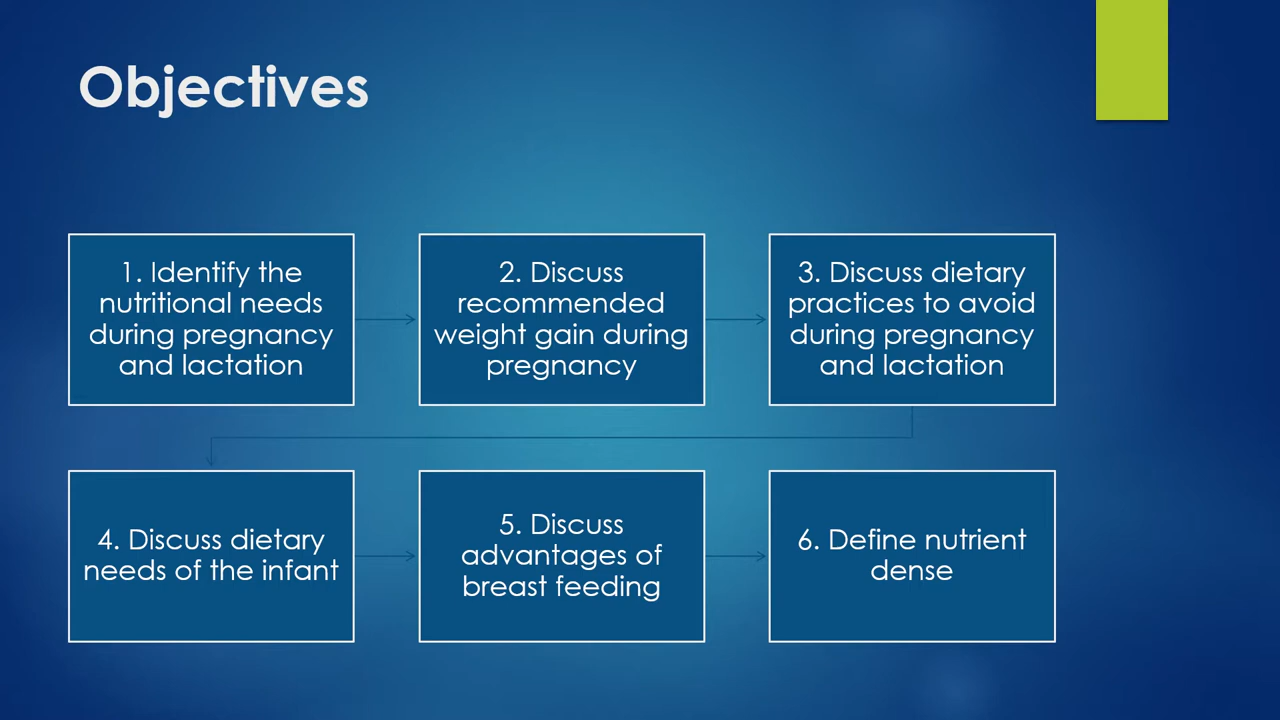 Objectives
1. Identify the
nutritional needs
during pregnancy
and lactation
2. Discuss
recommended
weight gain during
pregnancy
3. Discuss dietary
practices to avoid
during pregnancy
and lactation
4. Discuss dietary
needs of the infant
5. Discuss
advantages of
breast feeding
6. Define nutrient
dense